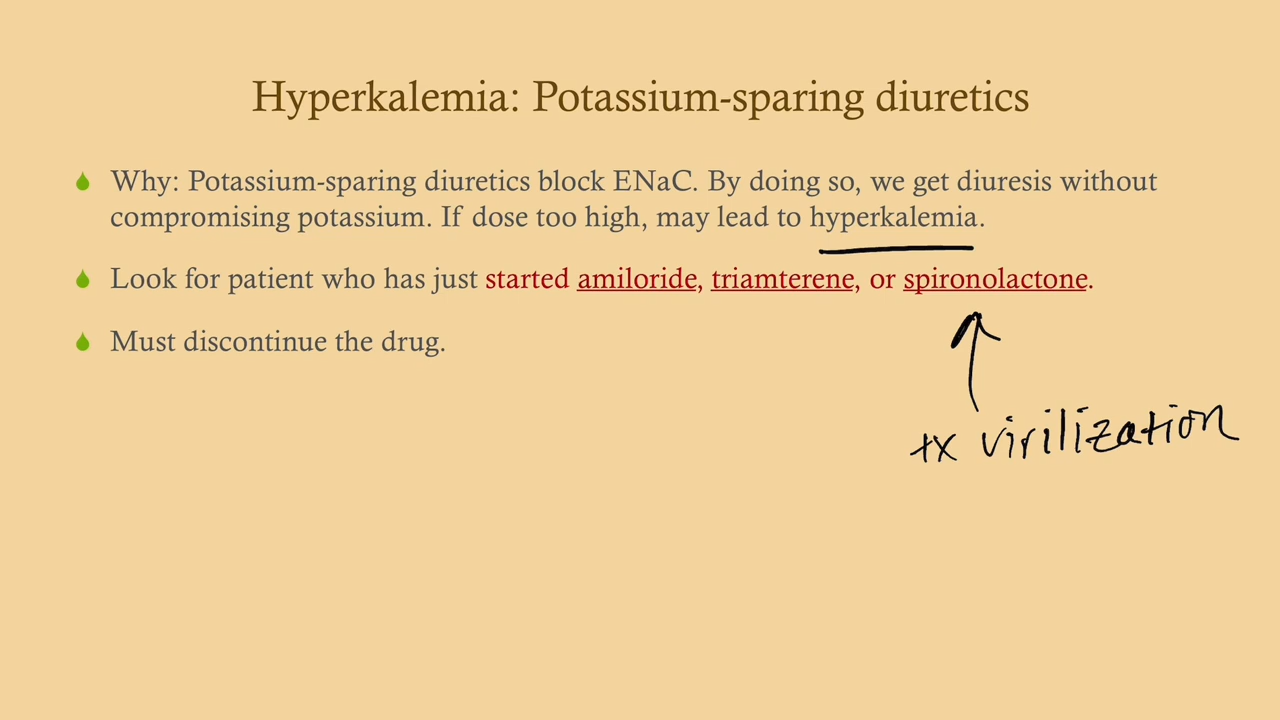 Hyperkalemia: Potassium-sparing diuretics
Why: Potassium-sparing diuretics block ENaC. By doing so, we get diuresis without
compromising potassium. If dose too high, may lead to hyperkalemia.
Look for patient who has just started amiloride, triamterene, or spironolactone.
Must discontinue the drug.
tx virilization